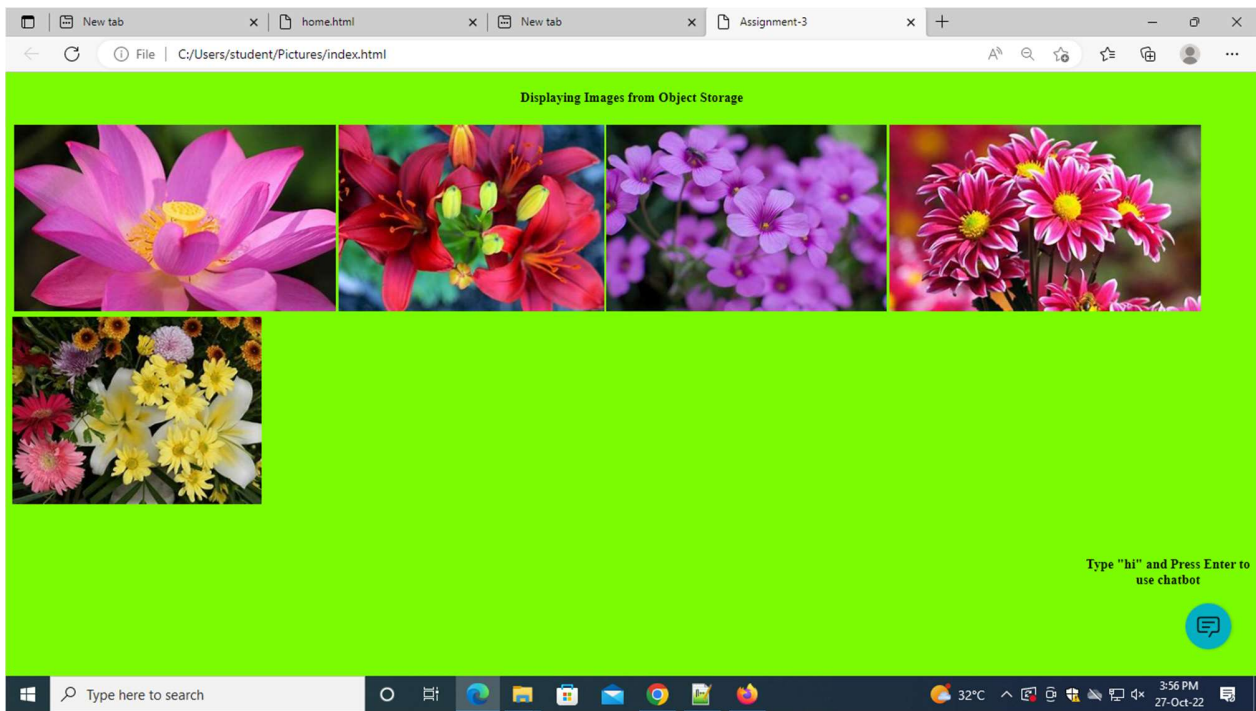 New tab
home.html
New tab
Assignment-3
File | C:/Users/student/Pictures/index.html
Displaying Images from Object Storage
Type "hi" and Press Enter to
use chatbot
Type here to search
32°C
3:56 PM
27-Oct-22